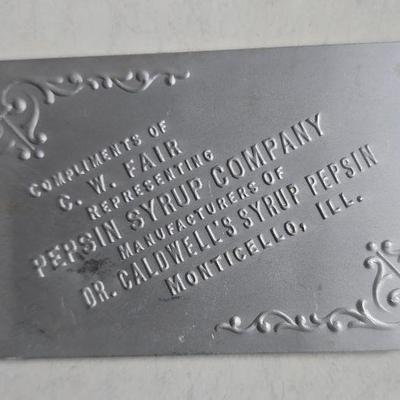 COMPLIMENTS OF
C. W. FAIR
REPRESENTING
PEPSIN SYRUP COMPANY
MANUFACTURERS OF
DR. CALDWELL'S SYRUP PEPSIN
MONTICELLO, ILL.